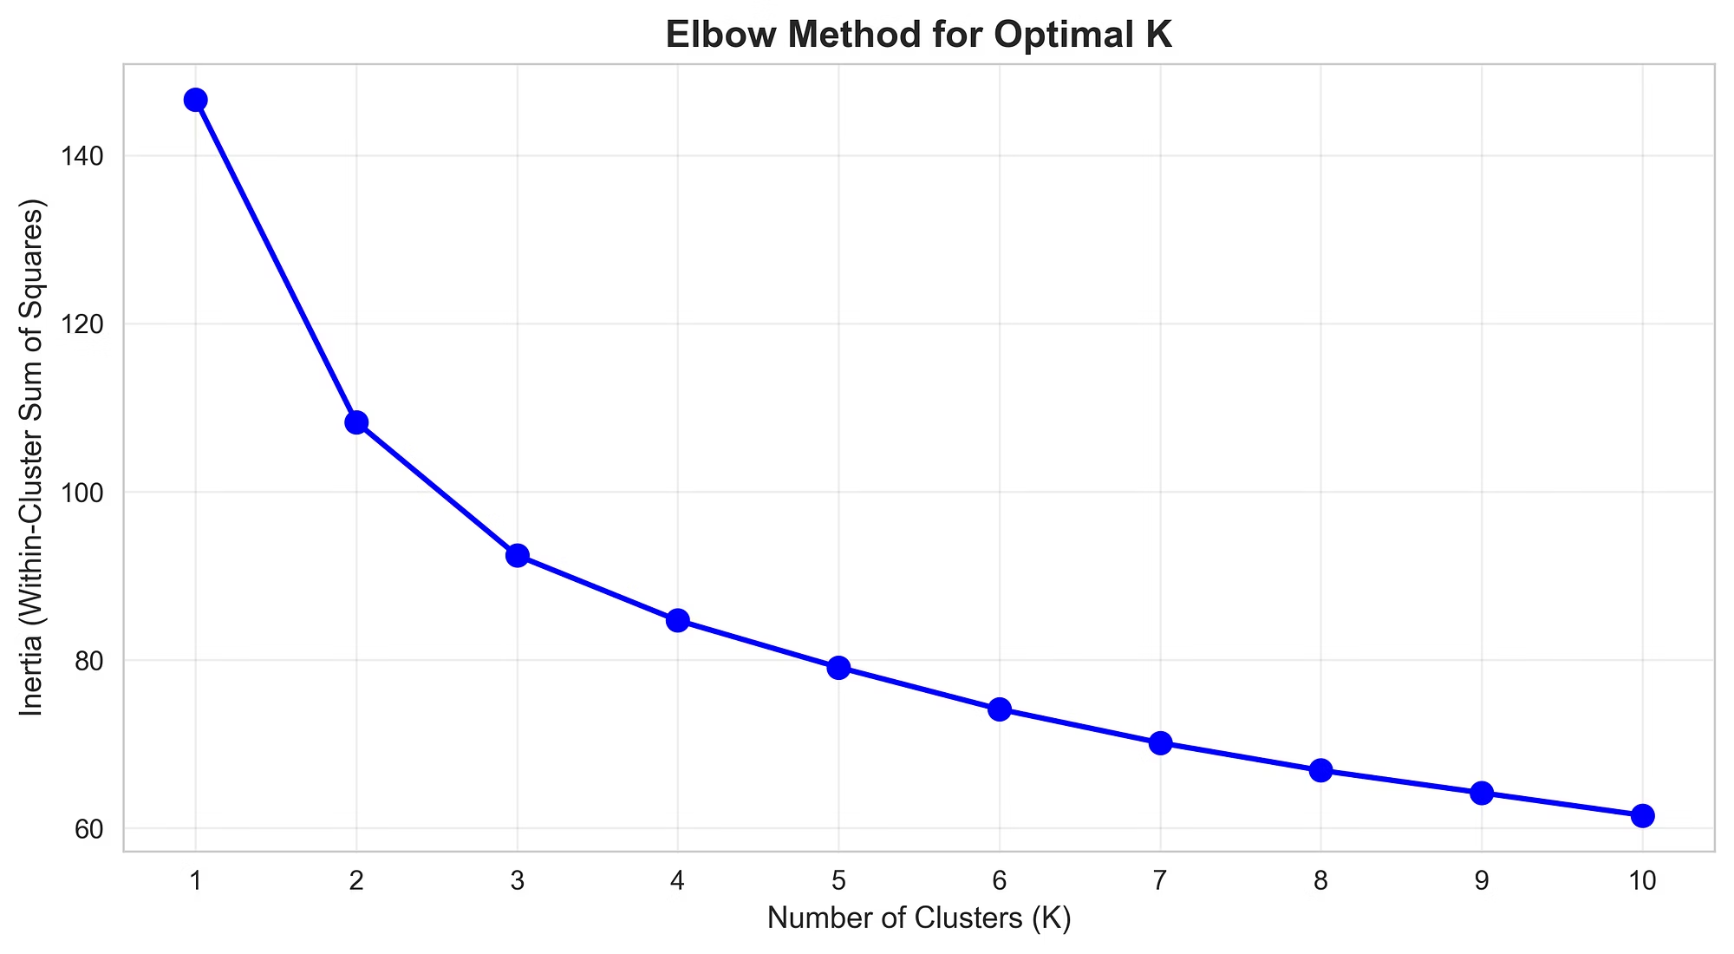 Elbow Method for Optimal K
Inertia (Within-Cluster Sum of Squares)
140
120
100
80
60
1 2 3 4 5 6 7 8 9 10
Number of Clusters (K)